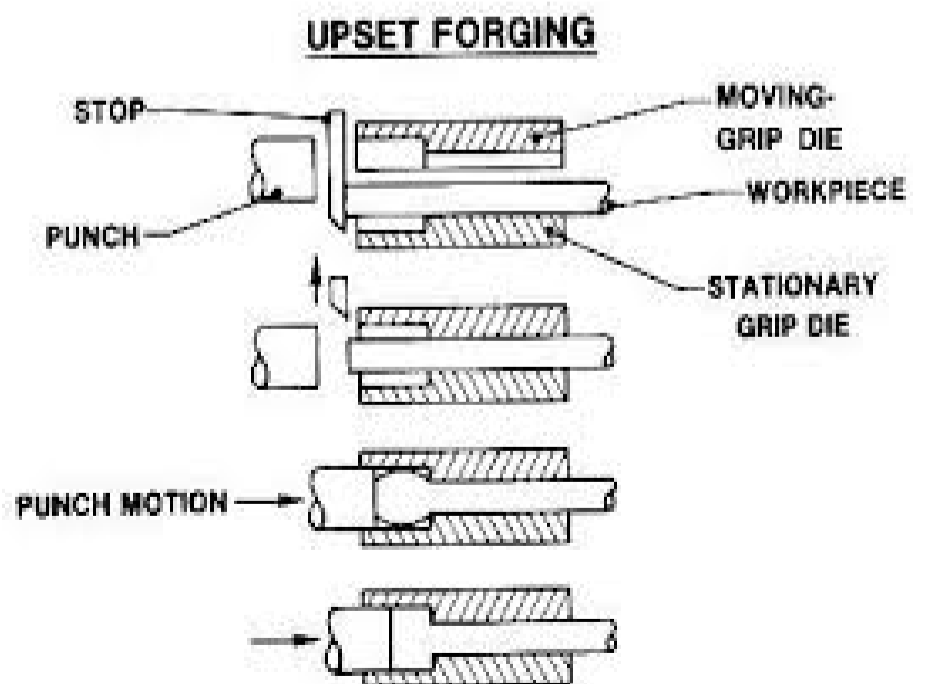 UPSET FORGING
STOP
MOVING-
GRIP DIE
WORKPIECE
PUNCH
STATIONARY
GRIP DIE
PUNCH MOTION